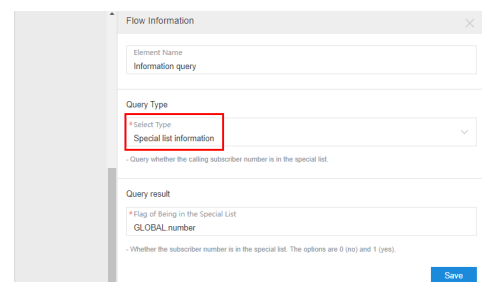 Flow Information
Element Name
Information query
Query Type
*Select Type
Special list information
- Query whether the calling subscriber number is in the special list
Query result
*Flag of Being in the Special List
GLOBAL.number
- Whether the subscriber number is in the special list. The options are 0 (no) and 1 (yes).
Save